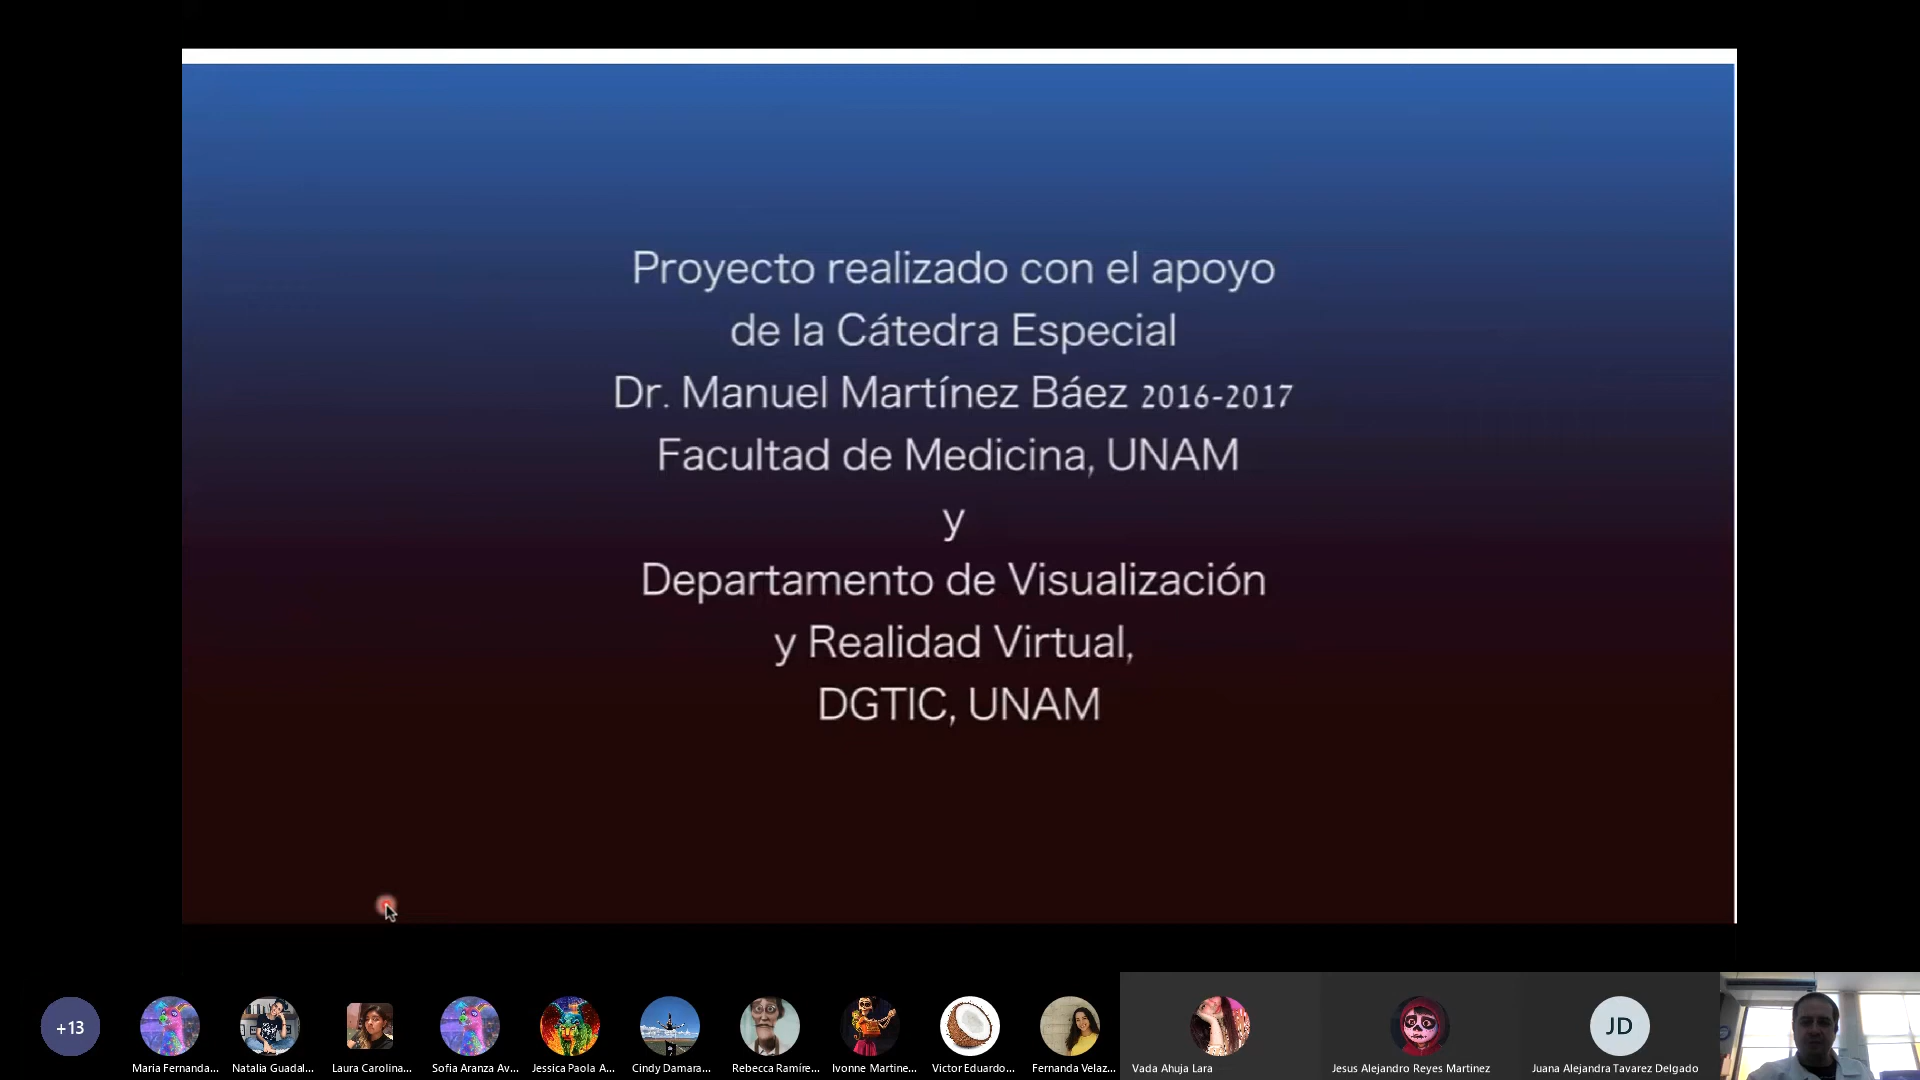 Proyecto realizado con el apoyo
de la Cátedra Especial
Dr. Manuel Martínez Báez 2016-2017
Facultad de Medicina, UNAM
y
Departamento de Visualización
y Realidad Virtual,
DGTIC, UNAM
+13
JD
Maria Fernanda...
Natalia Guadal...
Laura Carolina...
Sofia Aranza Av...
Jessica Paola A...
Cindy Damara...
Rebecca Ramíre...
Ivonne Martine...
Victor Eduardo...
Fernanda Velaz...
Vada Ahuja Lara
Jesus Alejandro Reyes Martinez
Juana Alejandra Tavarez Delgado